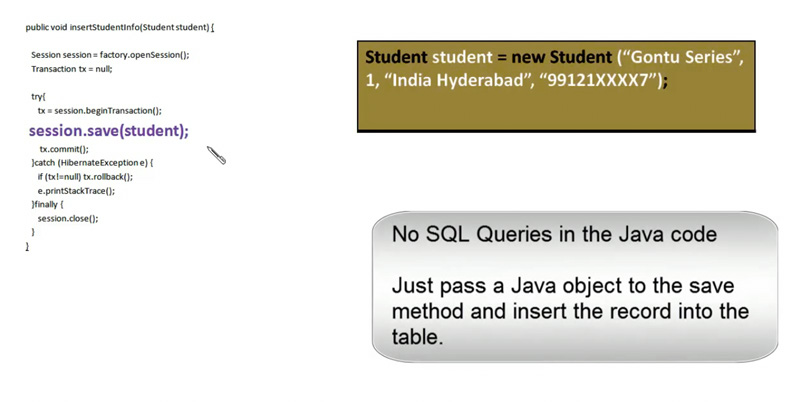 public void insertStudentInfo(Student student) {
Session session = factory.openSession();
Transaction tx = null;
try{
tx = session.beginTransaction();
session.save(student);
tx.commit();
}catch (HibernateException e) {
if (tx!=null) tx.rollback();
e.printStackTrace();
}finally {
session.close();
}
}
Student student = new Student (“Gontu Series”,
1, “India Hyderabad”, “99121XXXX7”);
No SQL Queries in the Java code
Just pass a Java object to the save
method and insert the record into the
table.